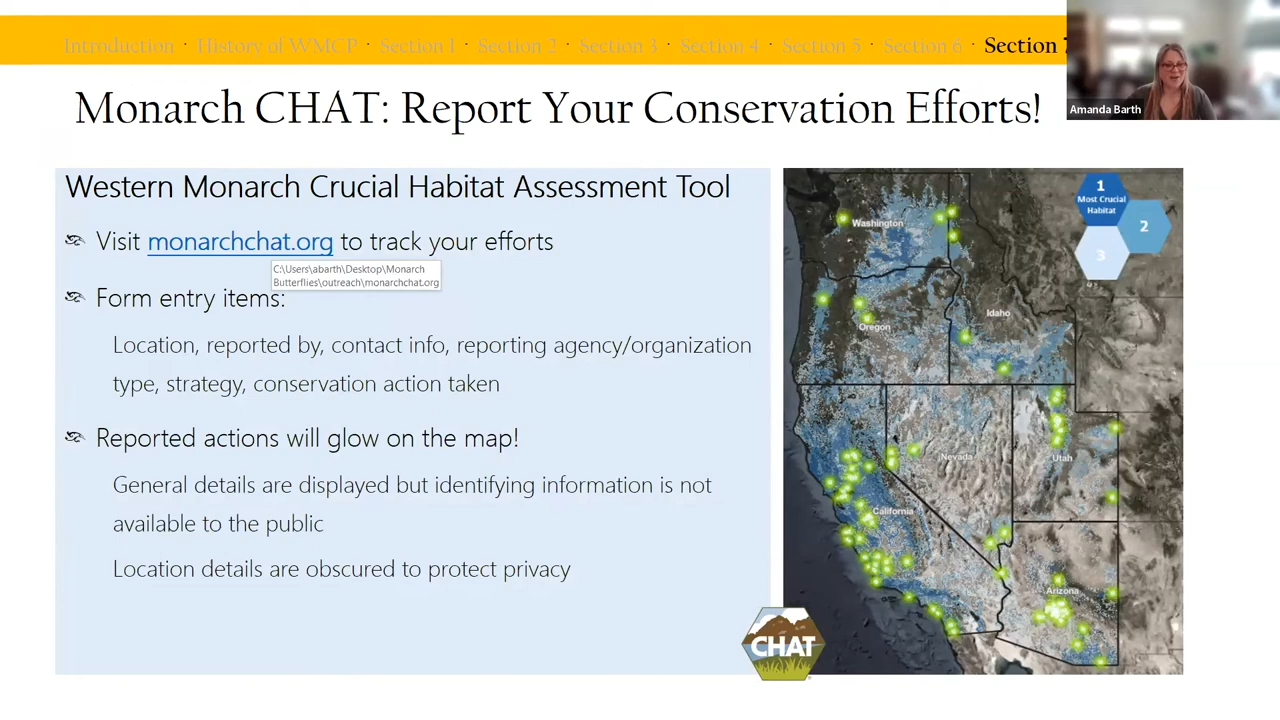 Introduction · History of WMCP · Section 1 · Section 2 · Section 3 · Section 4 · Section 5 · Section 6 · Section 7
Amanda Barth
Monarch CHAT: Report Your Conservation Efforts!
Western Monarch Crucial Habitat Assessment Tool
Visit monarchchat.org to track your efforts
C:\Users\abarth\Desktop\Monarch
Butterflies\outreach\monarchchat.org
Form entry items:
Location, reported by, contact info, reporting agency/organization
type, strategy, conservation action taken
Reported actions will glow on the map!
General details are displayed but identifying information is not
available to the public
Location details are obscured to protect privacy
1
Most Crucial
Habitat
2
3
Washington
Oregon
Idaho
Nevada
Utah
California
Arizona
CHAT